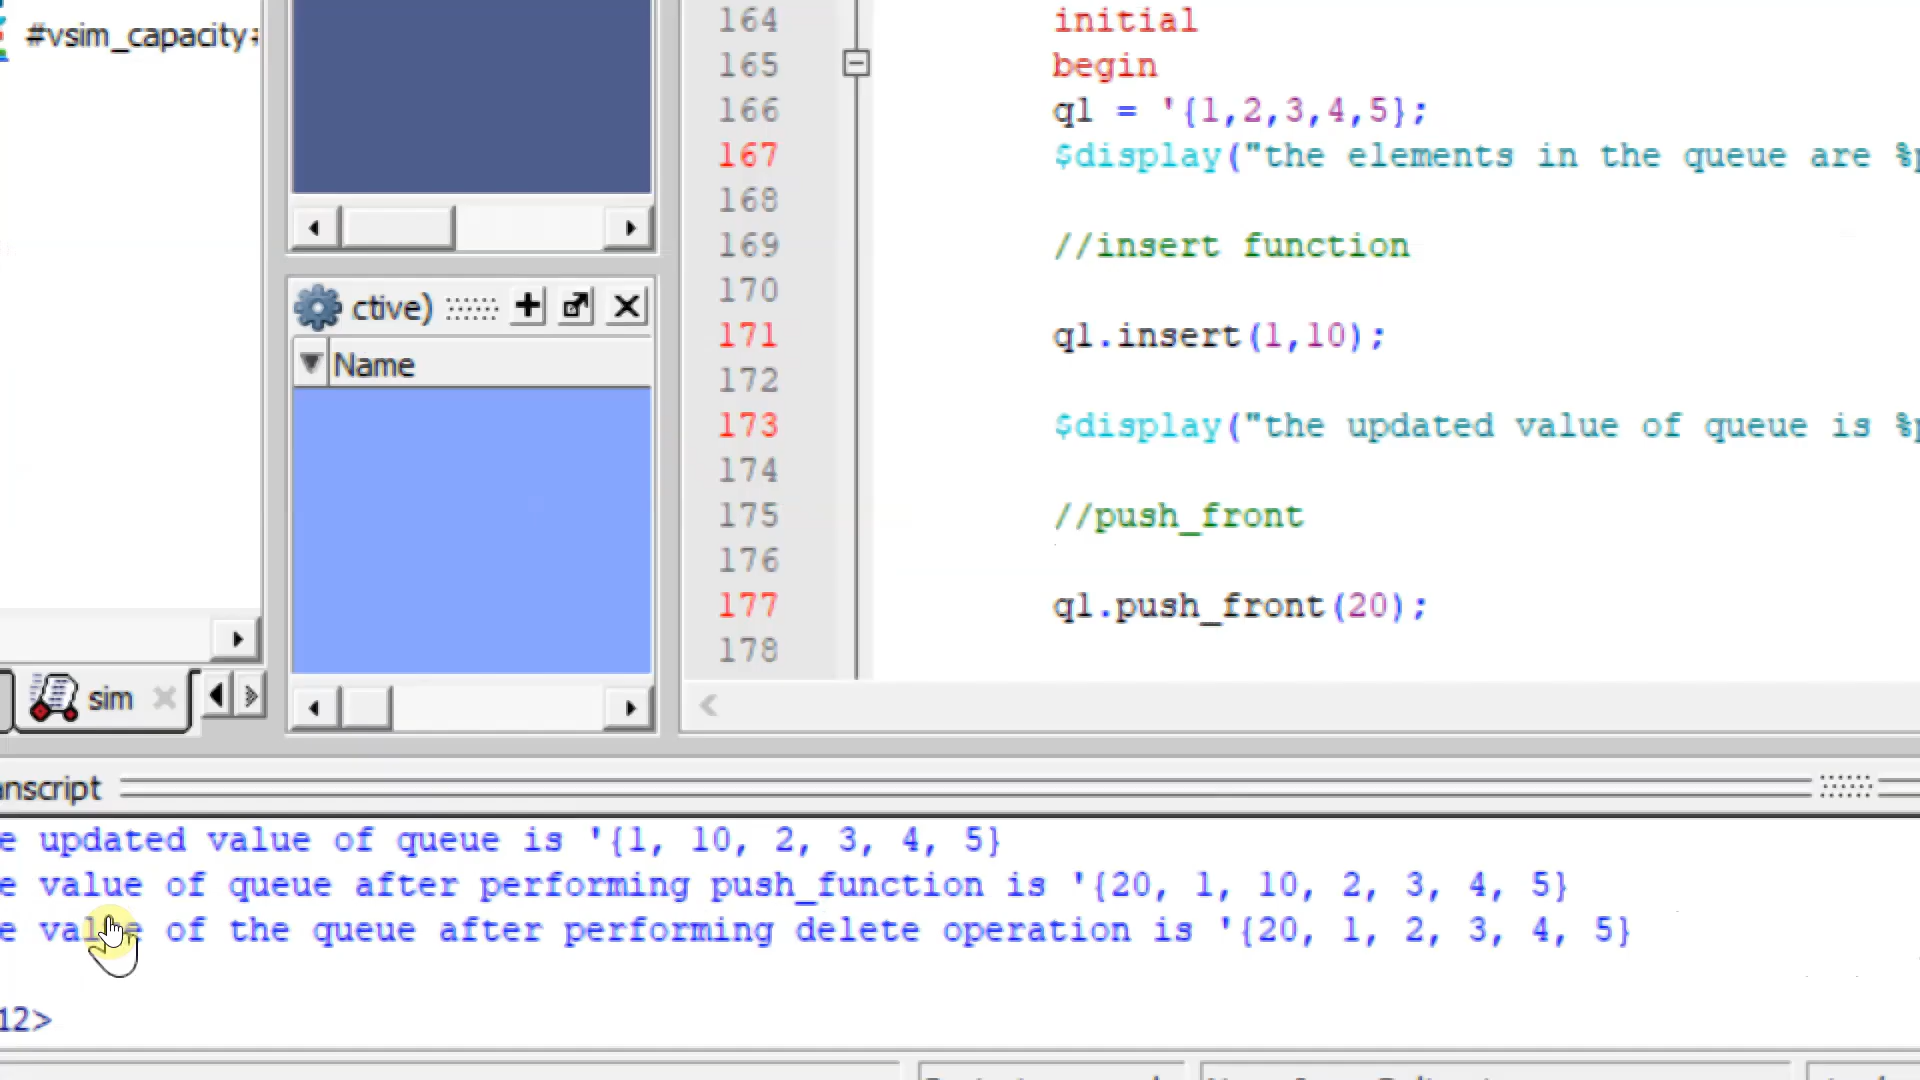 #vsim_capacity#
ctive)
Name
sim
164 initial
165 begin
166 ql = '{1,2,3,4,5};
167 $display("the elements in the queue are %p
168
169 //insert function
170
171 ql.insert(1,10);
172
173 $display("the updated value of queue is %p
174
175 //push_front
176
177 ql.push_front(20);
178
anscript
e updated value of queue is '{1, 10, 2, 3, 4, 5}
e value of queue after performing push_function is '{20, 1, 10, 2, 3, 4, 5}
e value of the queue after performing delete operation is '{20, 1, 2, 3, 4, 5}
12>